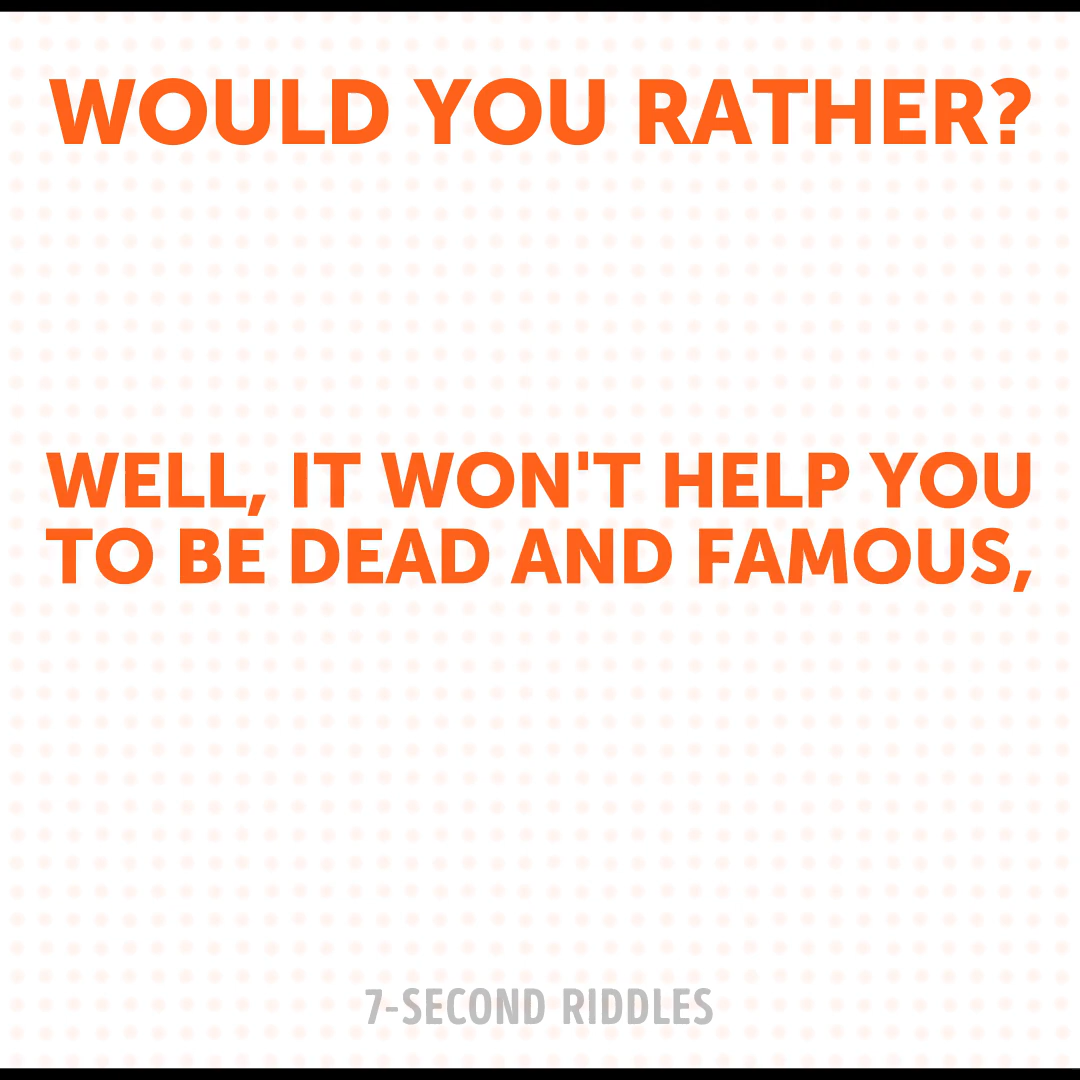 WOULD YOU RATHER?
WELL, IT WON'T HELP YOU
TO BE DEAD AND FAMOUS,
7-SECOND RIDDLES